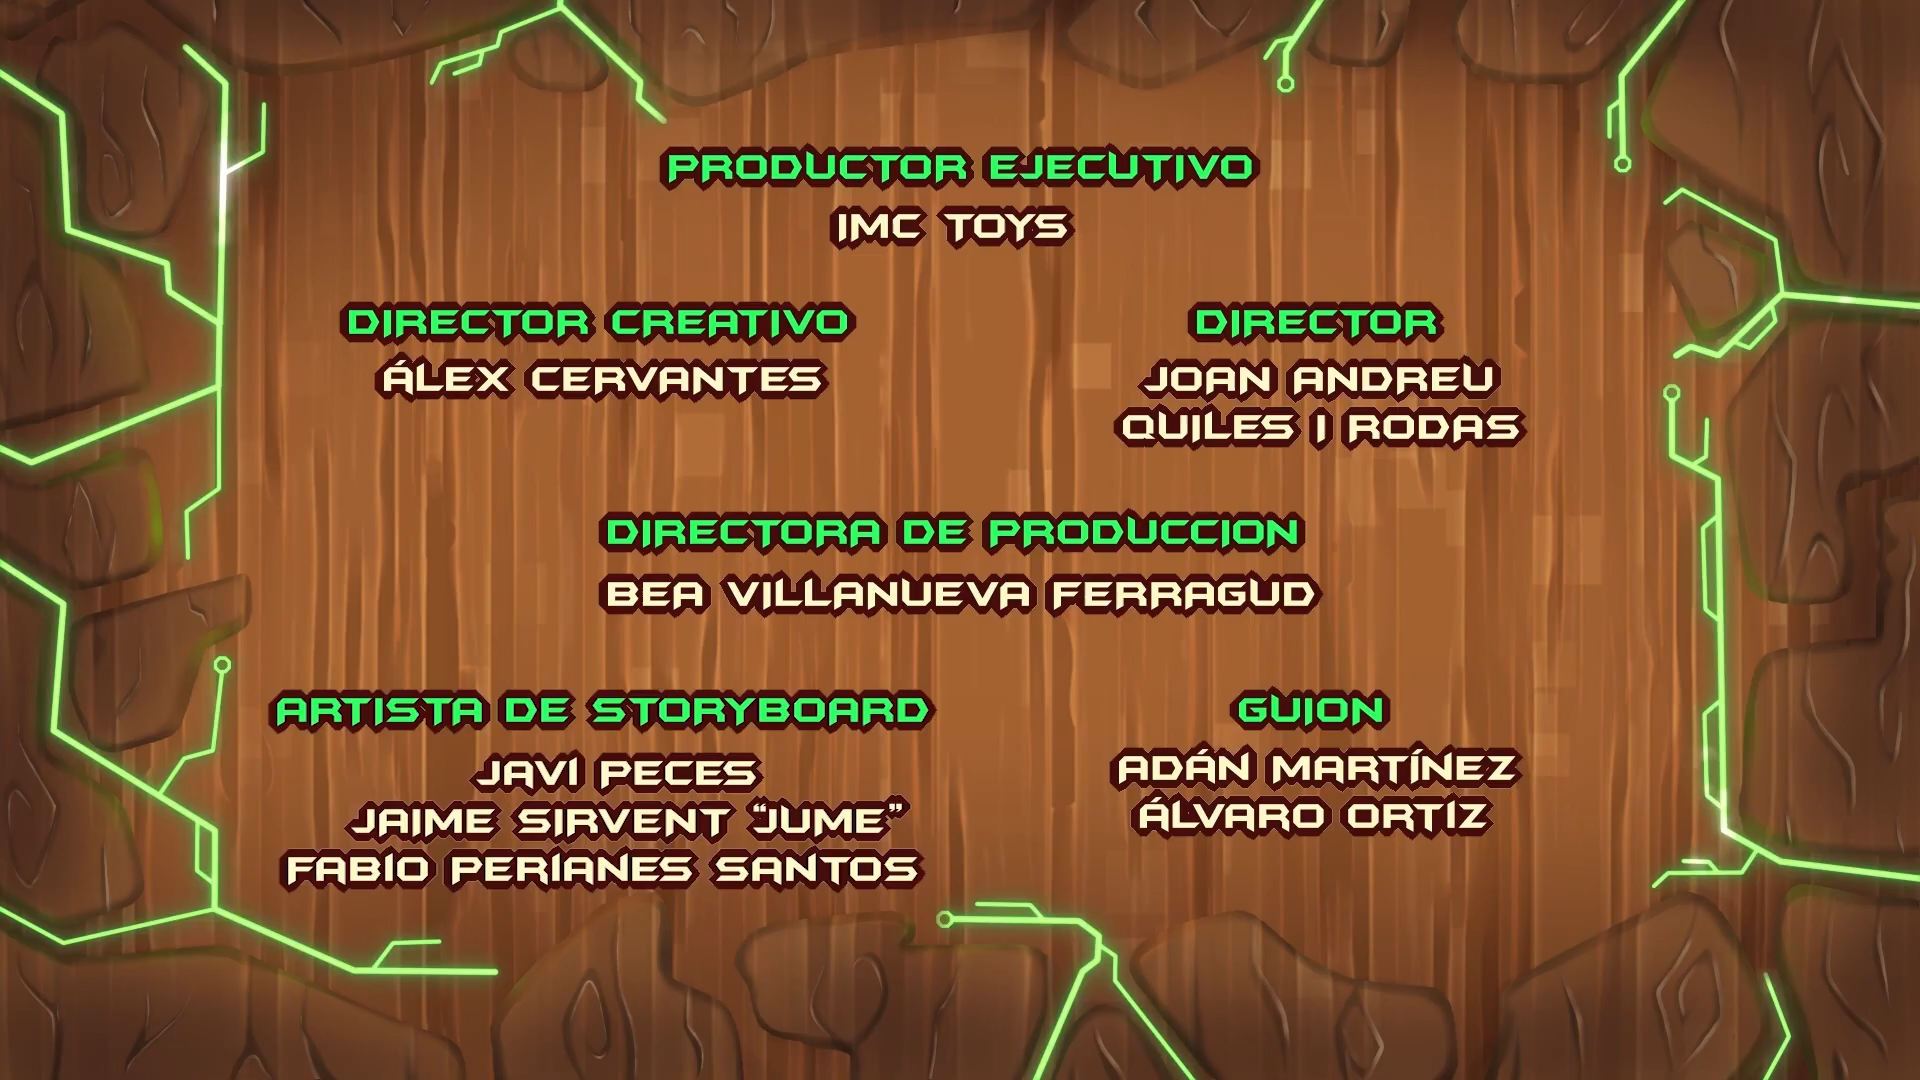 PRODUCTOR EJECUTIVO
IMC TOYS
DIRECTOR CREATIVO
ÁLEX CERVANTES
DIRECTOR
JOAN ANDREU
QUILES I RODAS
DIRECTORA DE PRODUCCION
BEA VILLANUEVA FERRAGUD
ARTISTA DE STORYBOARD
JAVI PECES
JAIME SIRVENT “JUME”
FABIO PERIANES SANTOS
GUION
ADÁN MARTÍNEZ
ÁLVARO ORTIZ